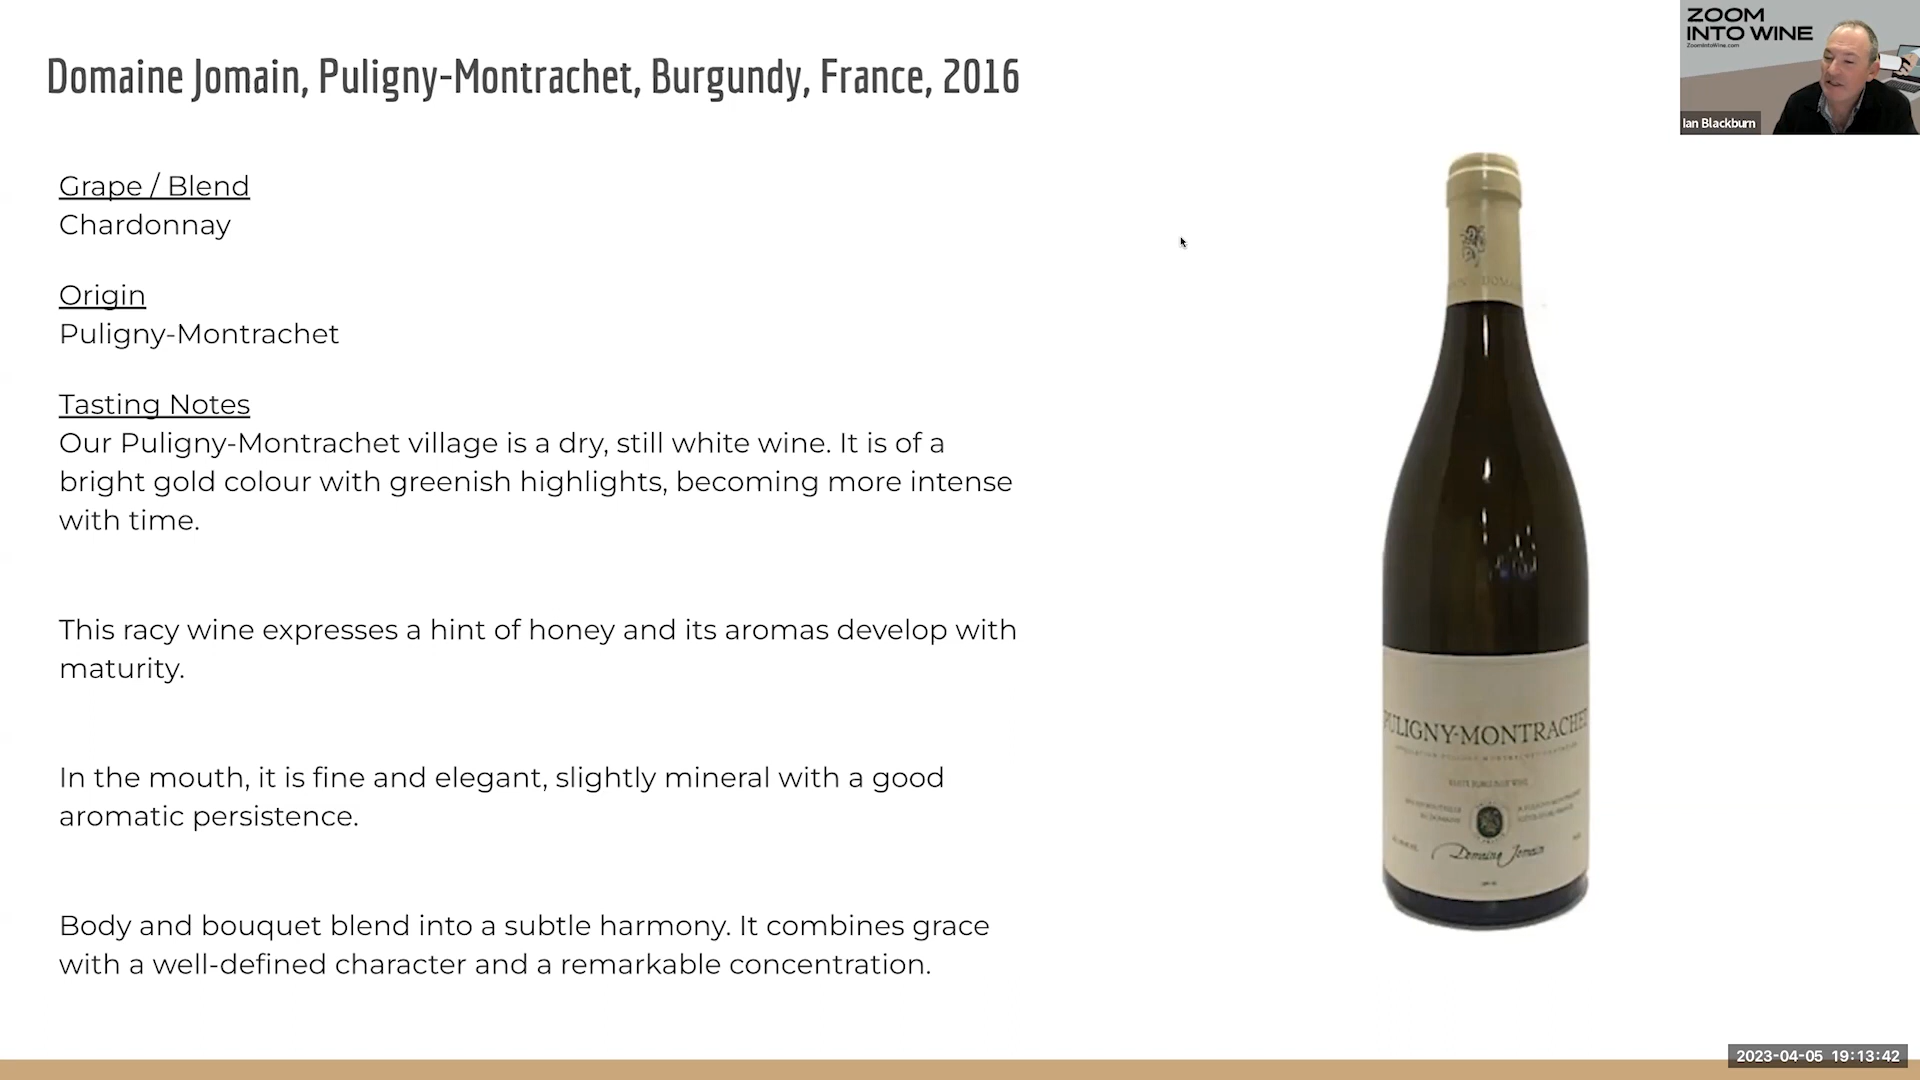 Domaine Jomain, Puligny-Montrachet, Burgundy, France, 2016
ZOOM
INTO WINE
ZoomIntoWine.com
Ian Blackburn
Grape / Blend
Chardonnay
Origin
Puligny-Montrachet
Tasting Notes
Our Puligny-Montrachet village is a dry, still white wine. It is of a
bright gold colour with greenish highlights, becoming more intense
with time.
This racy wine expresses a hint of honey and its aromas develop with
maturity.
In the mouth, it is fine and elegant, slightly mineral with a good
aromatic persistence.
Body and bouquet blend into a subtle harmony. It combines grace
with a well-defined character and a remarkable concentration.
PULIGNY-MONTRACHET
WHITE BURGUNDY WINE
Domaine Jomain
2023-04-05 19:13:42